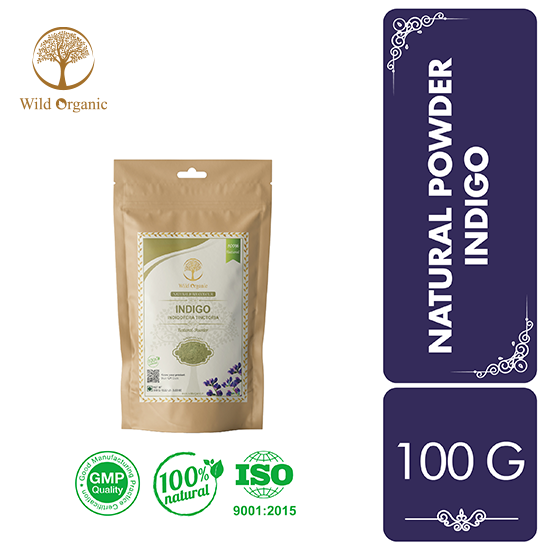 Wild Organic
NATURAL POWDER
INDIGO
100 G
Wild Organic
INDIGO
INDIGOFERA TINCTORIA
Natural Powder
Good Manufacturing Practice Certification
GMP
Quality
100%
natural
ISO
9001:2015